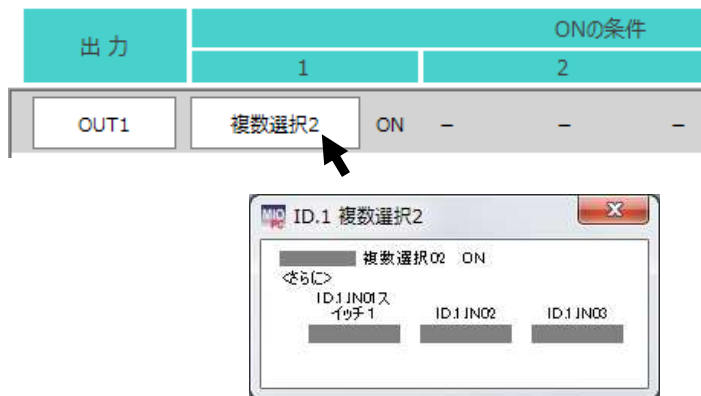 出力 ONの条件
1 2
OUT1 複数選択2 ON － － －
MIO PC ID.1 複数選択2 X
複数選択02 ON
<さらに>
ID.1 IN01ス
イッチ1 ID.1 IN02 ID.1 IN03